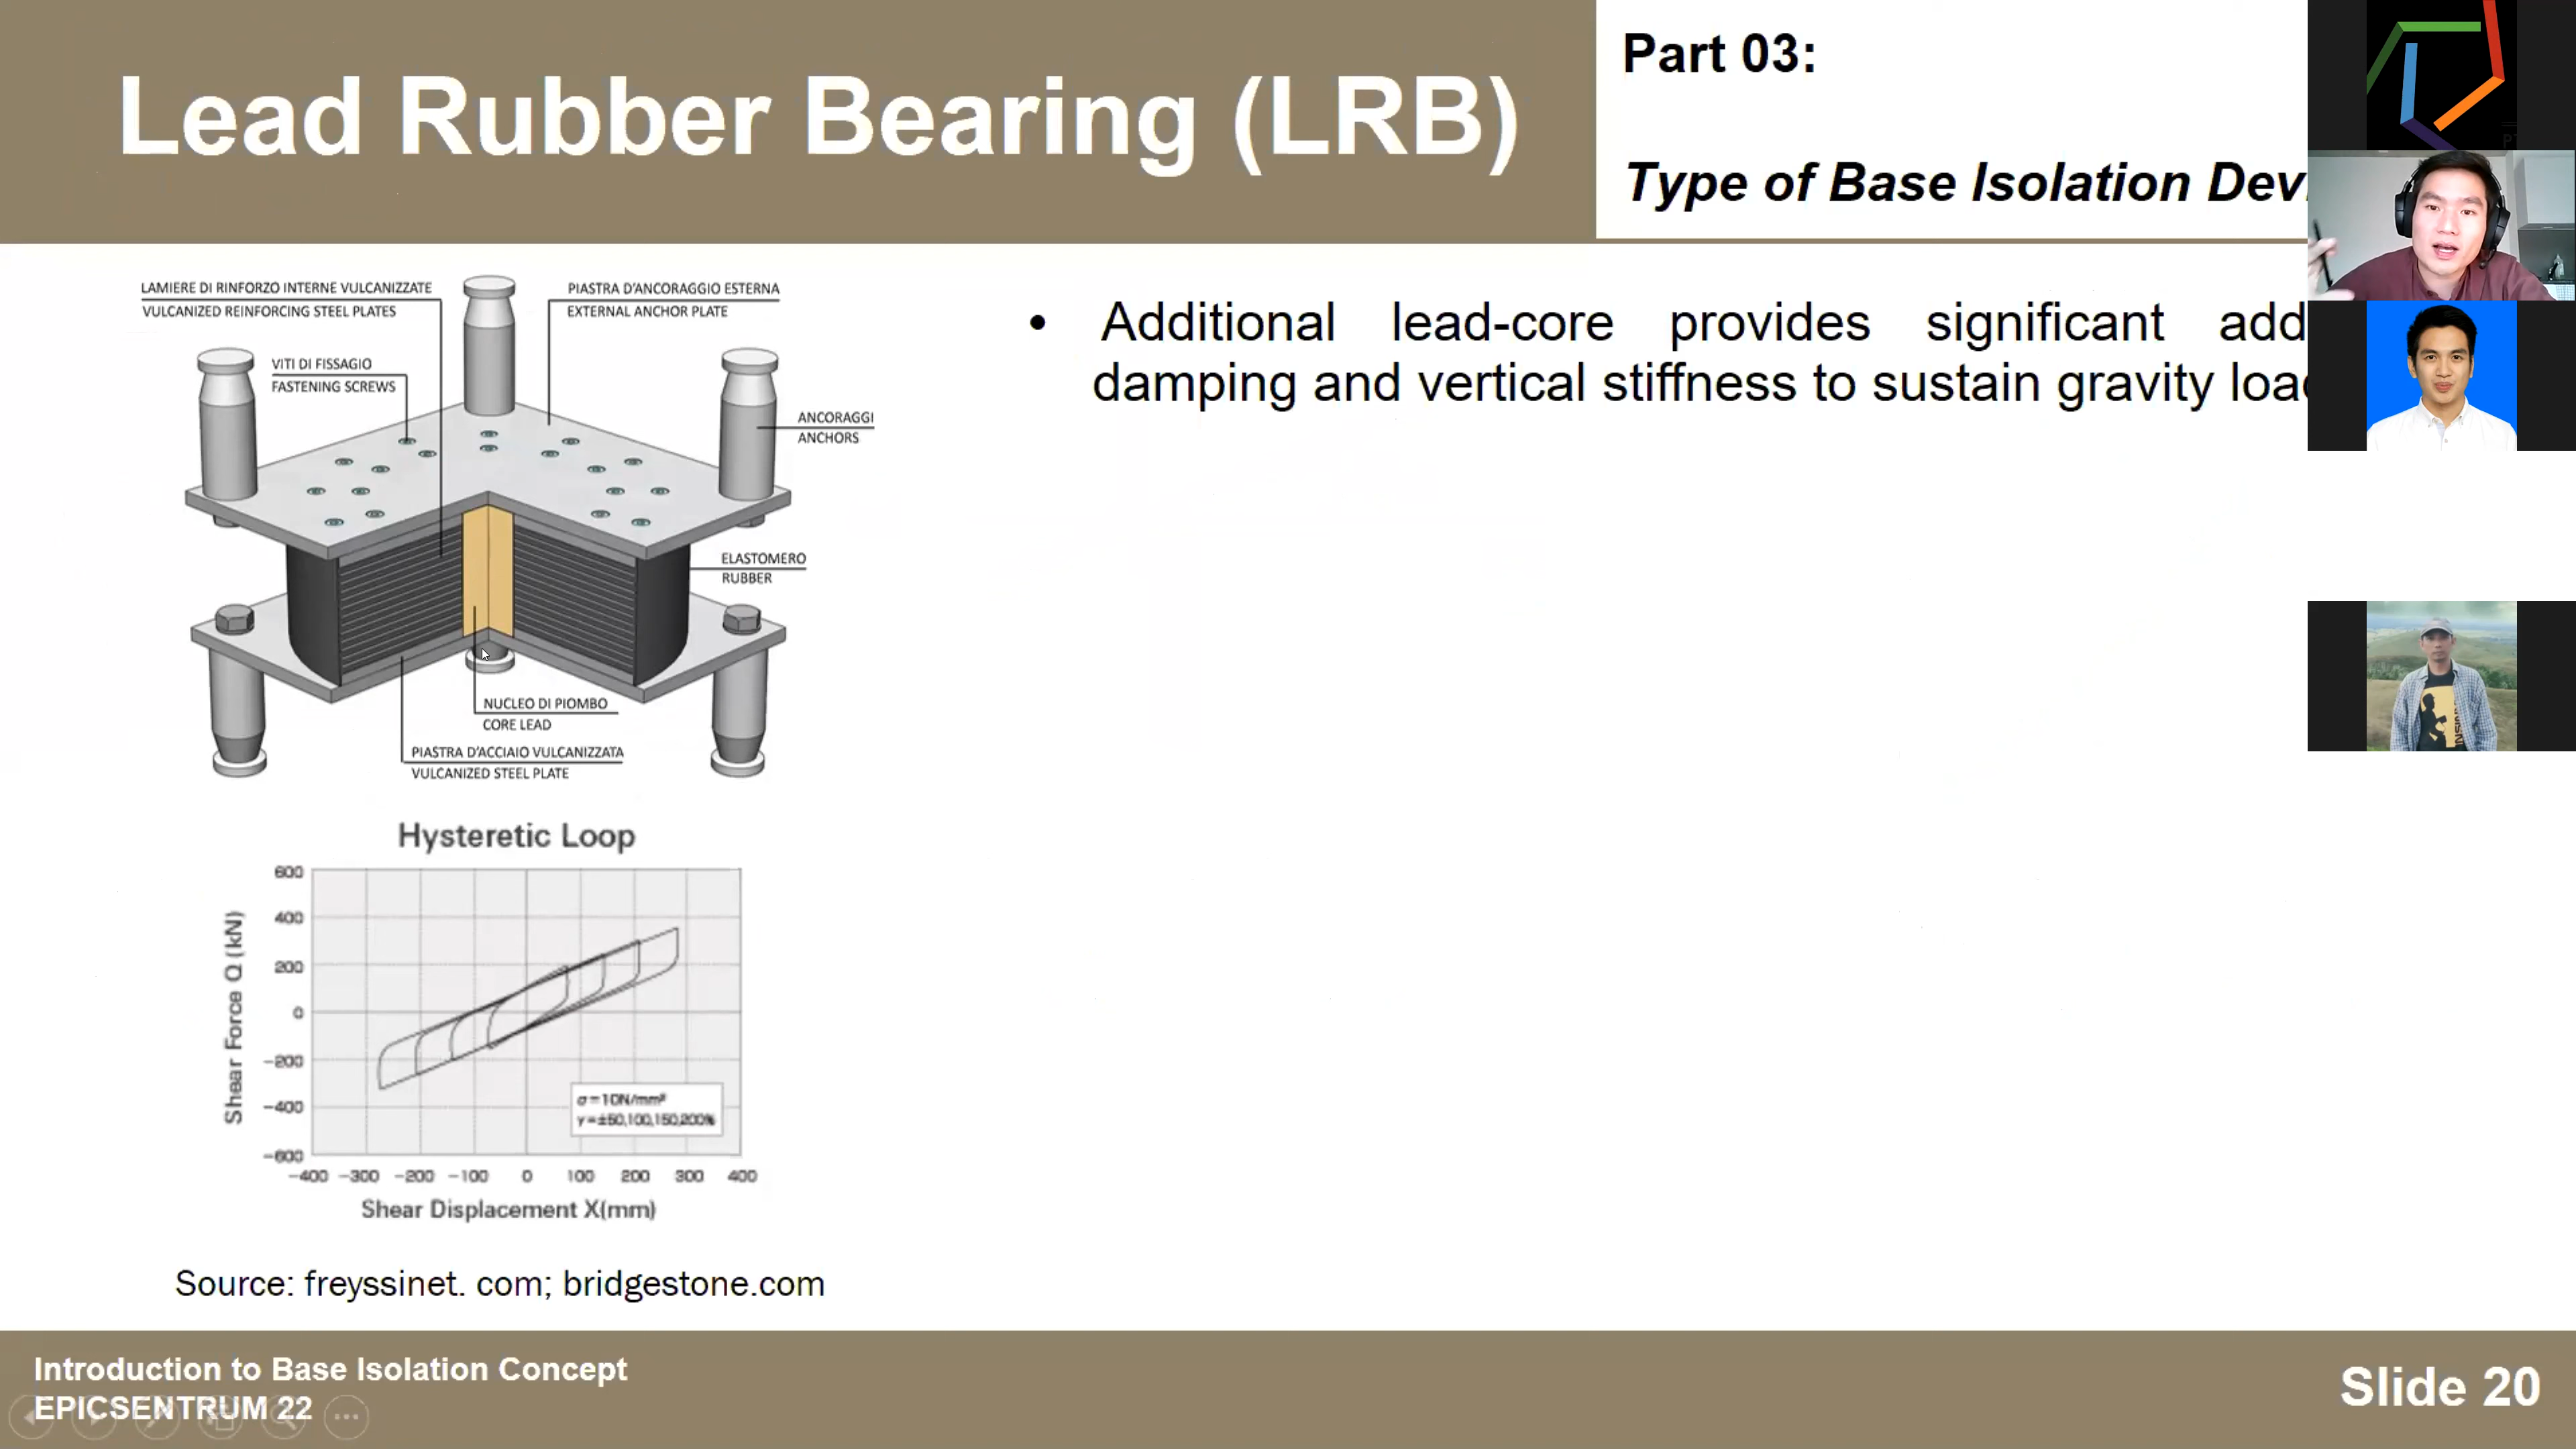 Lead Rubber Bearing (LRB)
Part 03:
Type of Base Isolation
LAMIERE DI RINFORZO INTERNE VULCANIZZATE
VULCANIZED REINFORCING STEEL PLATES
PIASTRA D'ANCORAGGIO ESTERNA
EXTERNAL ANCHOR PLATE
VITI DI FISSAGIO
FASTENING SCREWS
ANCORAGGI
ANCHORS
ELASTOMERO
RUBBER
NUCLEO DI PIOMBO
CORE LEAD
PIASTRA D'ACCIAIO VULCANIZZATA
VULCANIZED STEEL PLATE
• Additional lead-core provides significant
damping and vertical stiffness to sustain gravity
Hysteretic Loop
600
400
200
0
-200
-400
-600
Shear Force Q (kN)
σ=10N/mm²
γ=±50,100,150,200%
-400 -300 -200 -100 0 100 200 300 400
Shear Displacement X(mm)
Source: freyssinet. com; bridgestone.com
Introduction to Base Isolation Concept
EPICSENTRUM 22
Slide 20